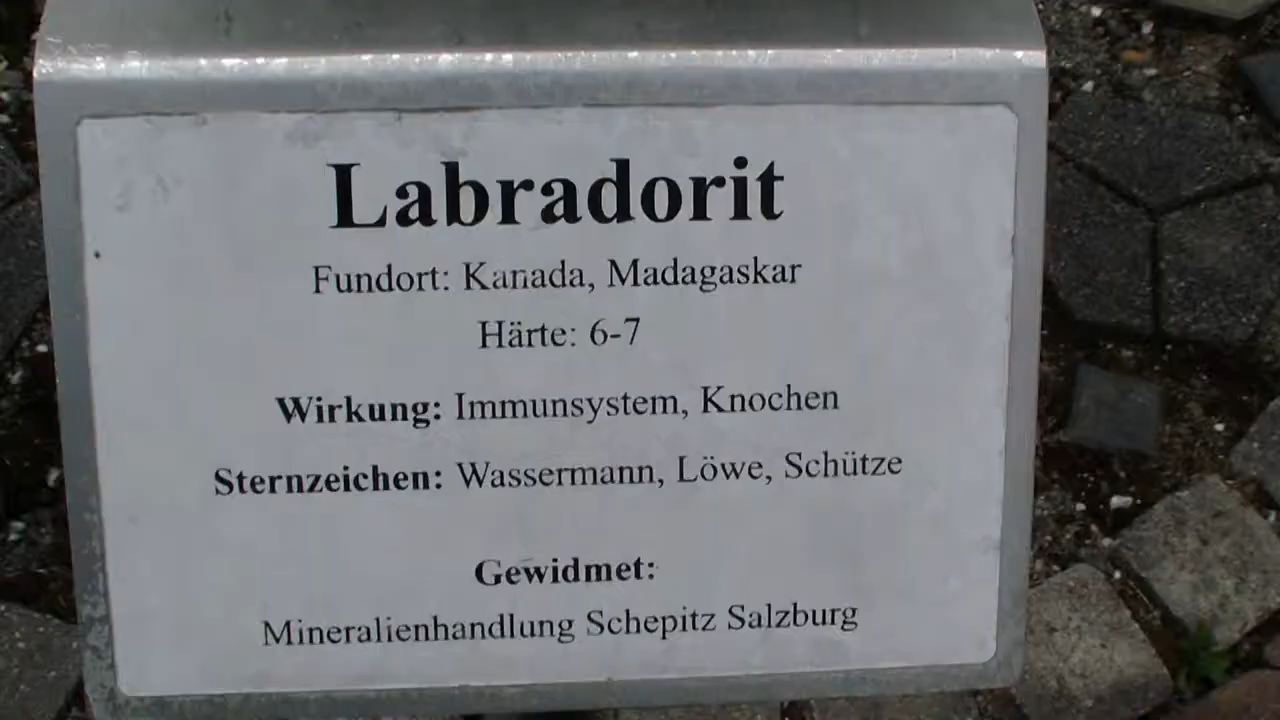 Labradorit
Fundort: Kanada, Madagaskar
Härte: 6-7
Wirkung: Immunsystem, Knochen
Sternzeichen: Wassermann, Löwe, Schütze
Gewidmet:
Mineralienhandlung Schepitz Salzburg